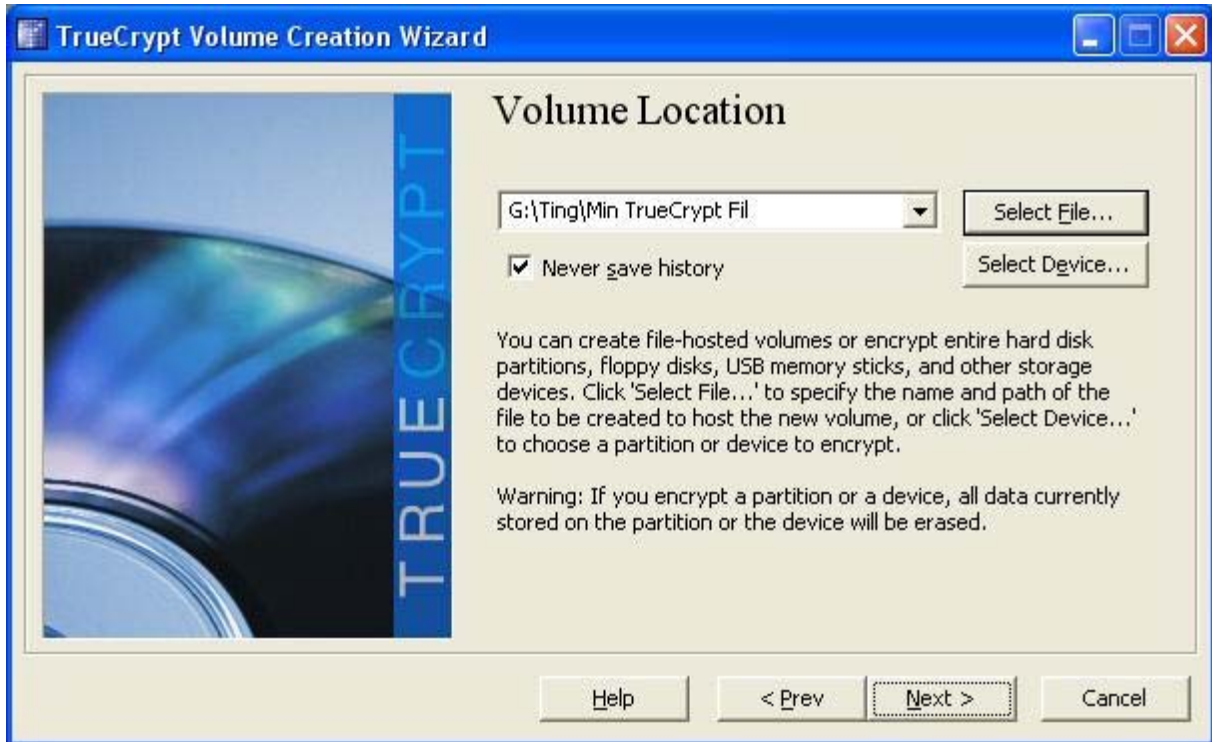 TrueCrypt Volume Creation Wizard
TRUECRYPT
Volume Location
G:\Ting\Min TrueCrypt Fil
Select File...
Never save history
Select Device...
You can create file-hosted volumes or encrypt entire hard disk
partitions, floppy disks, USB memory sticks, and other storage
devices. Click 'Select File...' to specify the name and path of the
file to be created to host the new volume, or click 'Select Device...'
to choose a partition or device to encrypt.
Warning: If you encrypt a partition or a device, all data currently
stored on the partition or the device will be erased.
Help
< Prev
Next >
Cancel